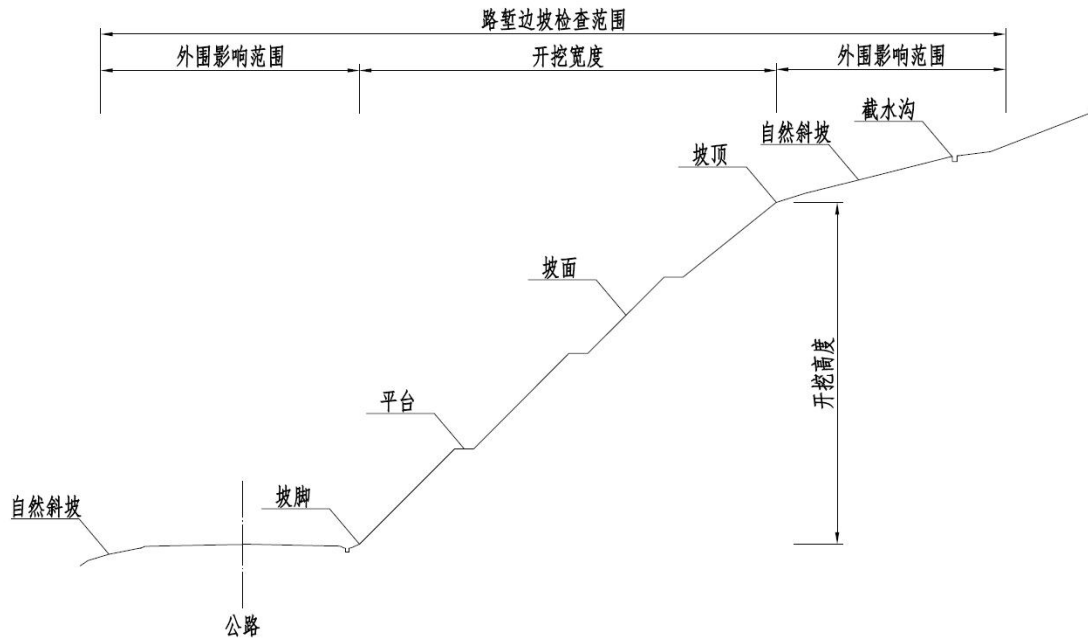 路堑边坡检查范围
外围影响范围
开挖宽度
外围影响范围
截水沟
自然斜坡
坡顶
坡面
开挖高度
平台
坡脚
自然斜坡
公路